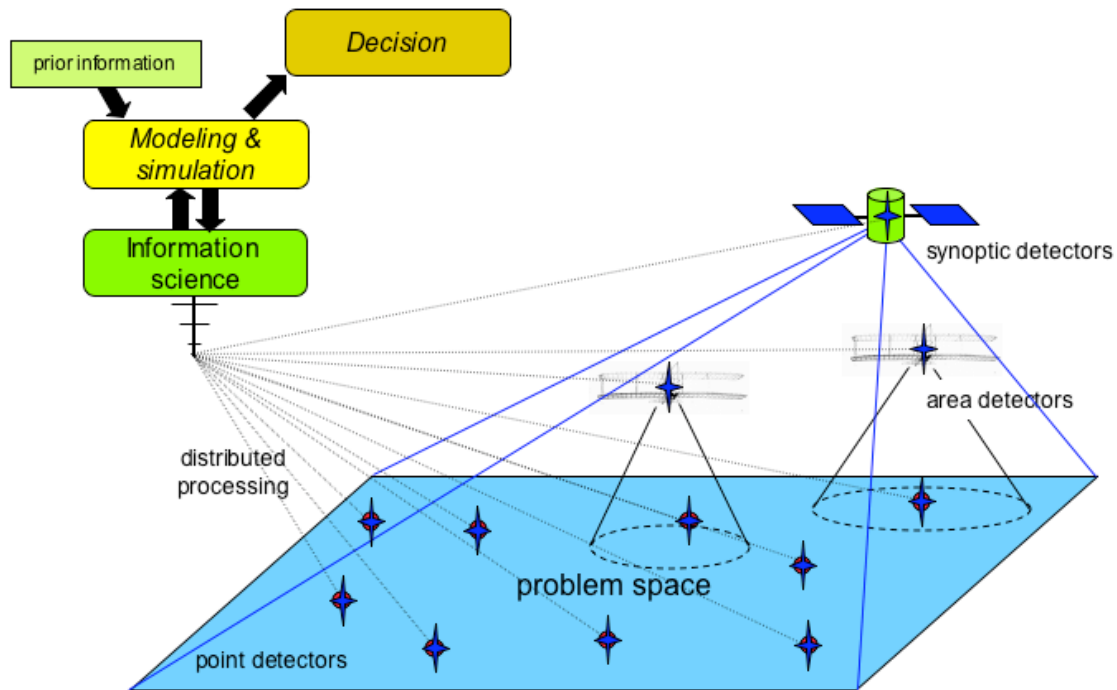 Decision
prior information
Modeling &
simulation
Information
science
synoptic detectors
area detectors
distributed
processing
problem space
point detectors